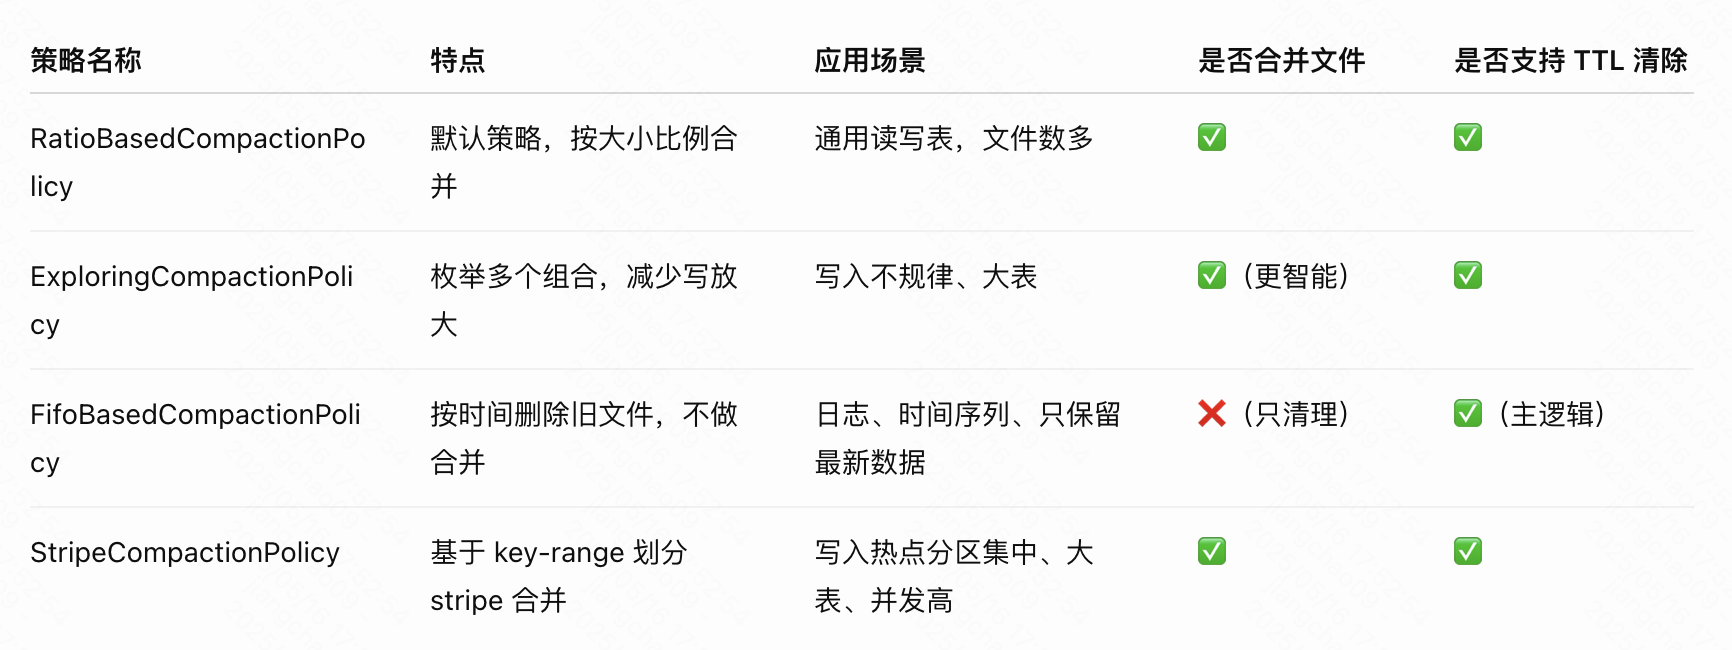 策略名称 特点 应用场景 是否合并文件 是否支持 TTL 清除
RatioBasedCompactionPo 默认策略，按大小比例合 通用读写表，文件数多 ✅ ✅
licy 并
ExploringCompactionPoli 枚举多个组合，减少写放 写入不规律、大表 ✅（更智能） ✅
cy 大
FifoBasedCompactionPoli 按时间删除旧文件，不做 日志、时间序列、只保留 ❌（只清理） ✅（主逻辑）
cy 合并 最新数据
StripeCompactionPolicy 基于 key-range 划分 写入热点分区集中、大 ✅ ✅
stripe 合并 表、并发高